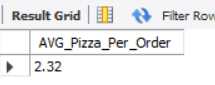 Result Grid Filter Row
AVG_Pizza_Per_Order
2.32